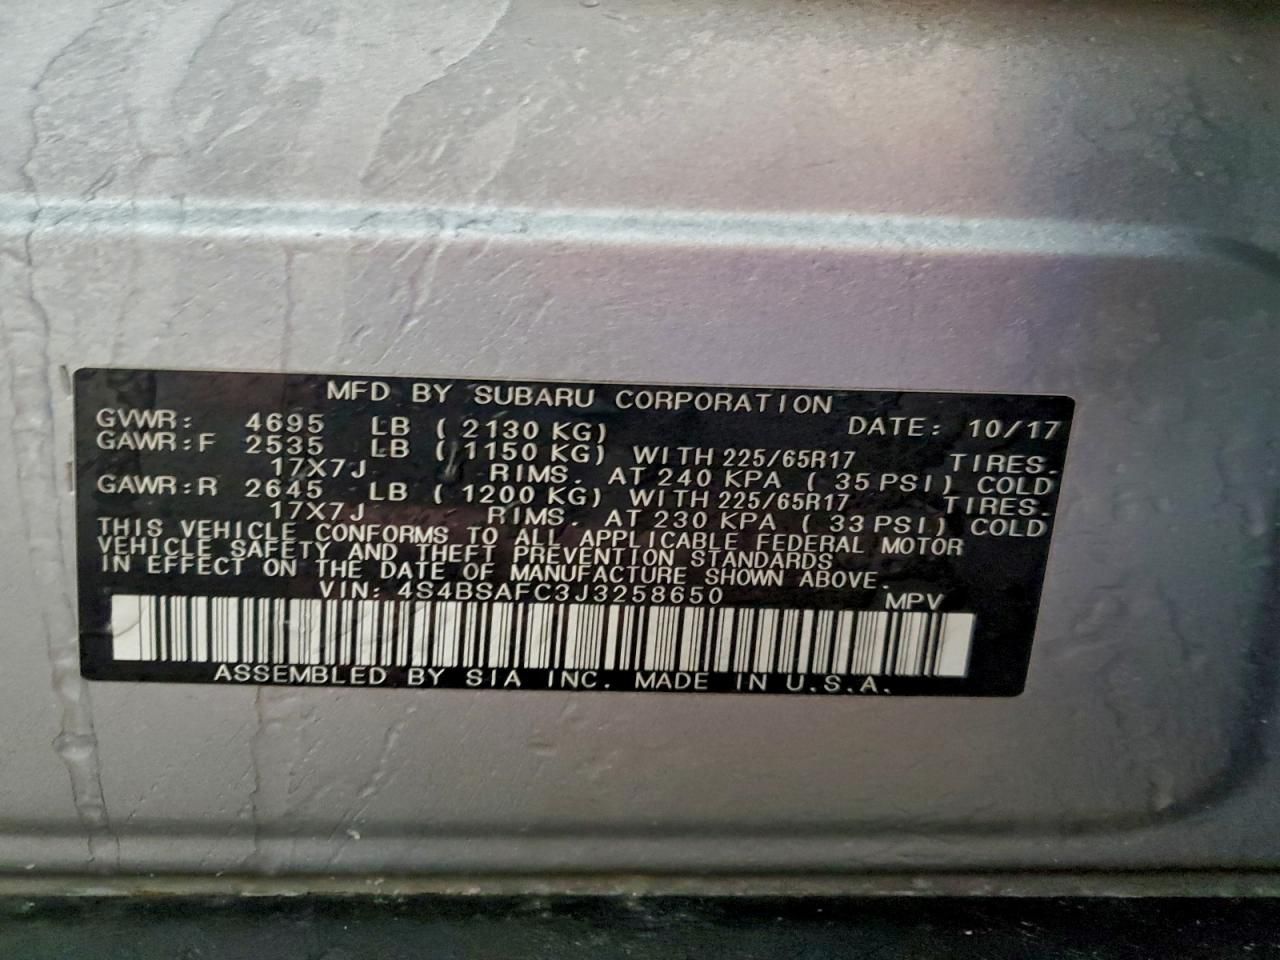 MFD BY SUBARU CORPORATION
GVWR: 4695 LB (2130 KG) DATE: 10/17
GAWR:F 2535 LB (1150 KG) WITH 225/65R17 TIRES.
17X7J RIMS. AT 240 KPA (35 PSI) COLD
GAWR:R 2645 LB (1200 KG) WITH 225/65R17 TIRES.
17X7J RIMS. AT 230 KPA (33 PSI) COLD
THIS VEHICLE CONFORMS TO ALL APPLICABLE FEDERAL MOTOR
VEHICLE SAFETY AND THEFT PREVENTION STANDARDS
IN EFFECT ON THE DATE OF MANUFACTURE SHOWN ABOVE.
VIN: 4S4BSAFC3J3258650 MPV
ASSEMBLED BY SIA INC. MADE IN U.S.A.